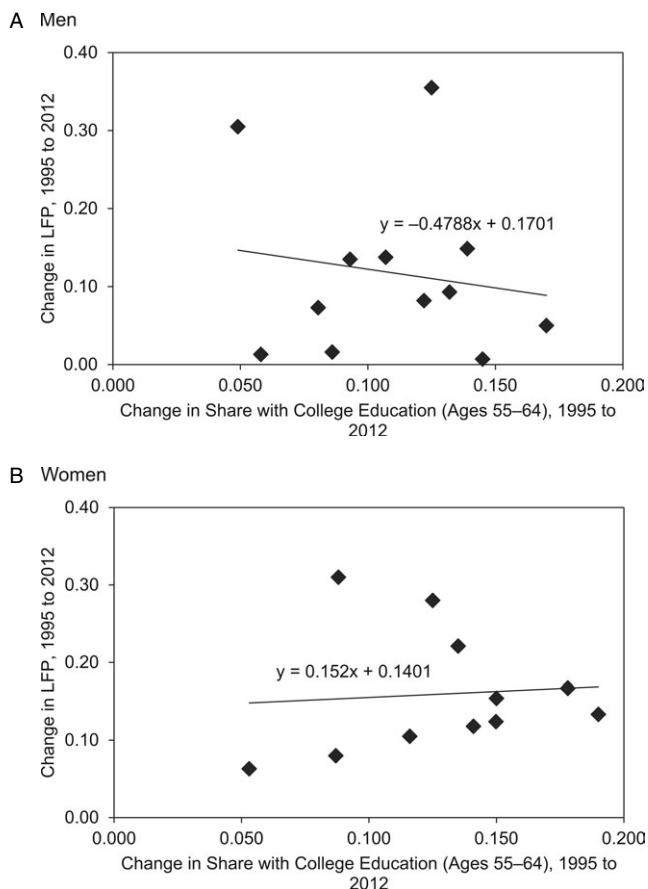 A Men
0.40
0.30
0.20
0.10
0.00
Change in LFP, 1995 to 2012
y = –0.4788x + 0.1701
0.000 0.050 0.100 0.150 0.200
Change in Share with College Education (Ages 55–64), 1995 to
2012
B Women
0.40
0.30
0.20
0.10
0.00
Change in LFP, 1995 to 2012
y = 0.152x + 0.1401
0.000 0.050 0.100 0.150 0.200
Change in Share with College Education (Ages 55–64), 1995 to
2012